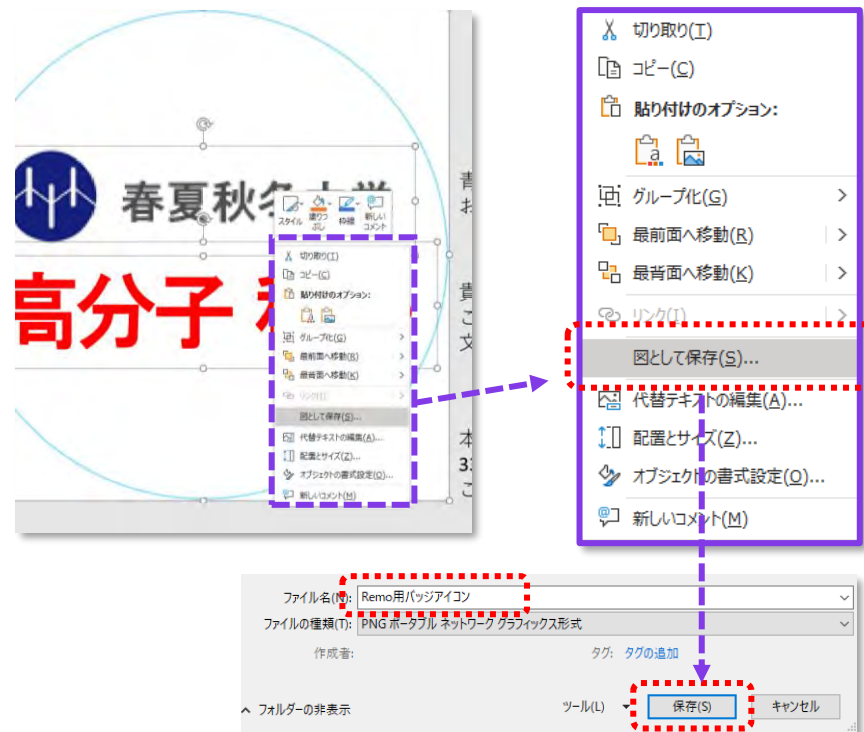 春夏秋冬大学
高分子
スタイル
塗りつぶし
枠線
新しいコメント
切り取り(T)
コピー(C)
貼り付けのオプション:
グループ化(G)
最前面へ移動(R)
最背面へ移動(K)
リンク(I)
図として保存(S)...
代替テキストの編集(A)...
配置とサイズ(Z)...
オブジェクトの書式設定(O)...
新しいコメント(M)
青
お
貴
こ
文
本
こ
切り取り(T)
コピー(C)
貼り付けのオプション:
グループ化(G)
最前面へ移動(R)
最背面へ移動(K)
リンク(I)
図として保存(S)...
代替テキストの編集(A)...
配置とサイズ(Z)...
オブジェクトの書式設定(O)...
新しいコメント(M)
ファイル名(N): Remo用バッジアイコン
ファイルの種類(T): PNG ポータブル ネットワーク グラフィックス形式
作成者: タグ: タグの追加
フォルダーの非表示 ツール(L) 保存(S) キャンセル